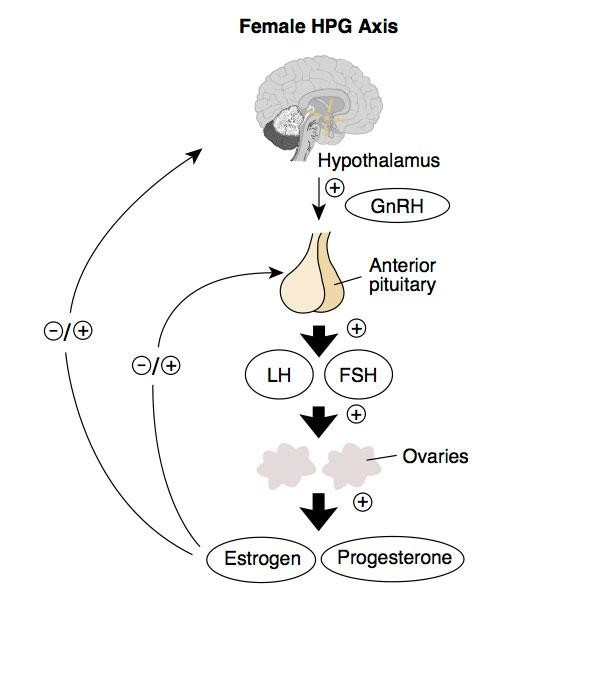 Female HPG Axis
Hypothalamus
+
GnRH
Anterior
pituitary
−/+
−/+
+
LH
FSH
+
Ovaries
+
Estrogen
Progesterone